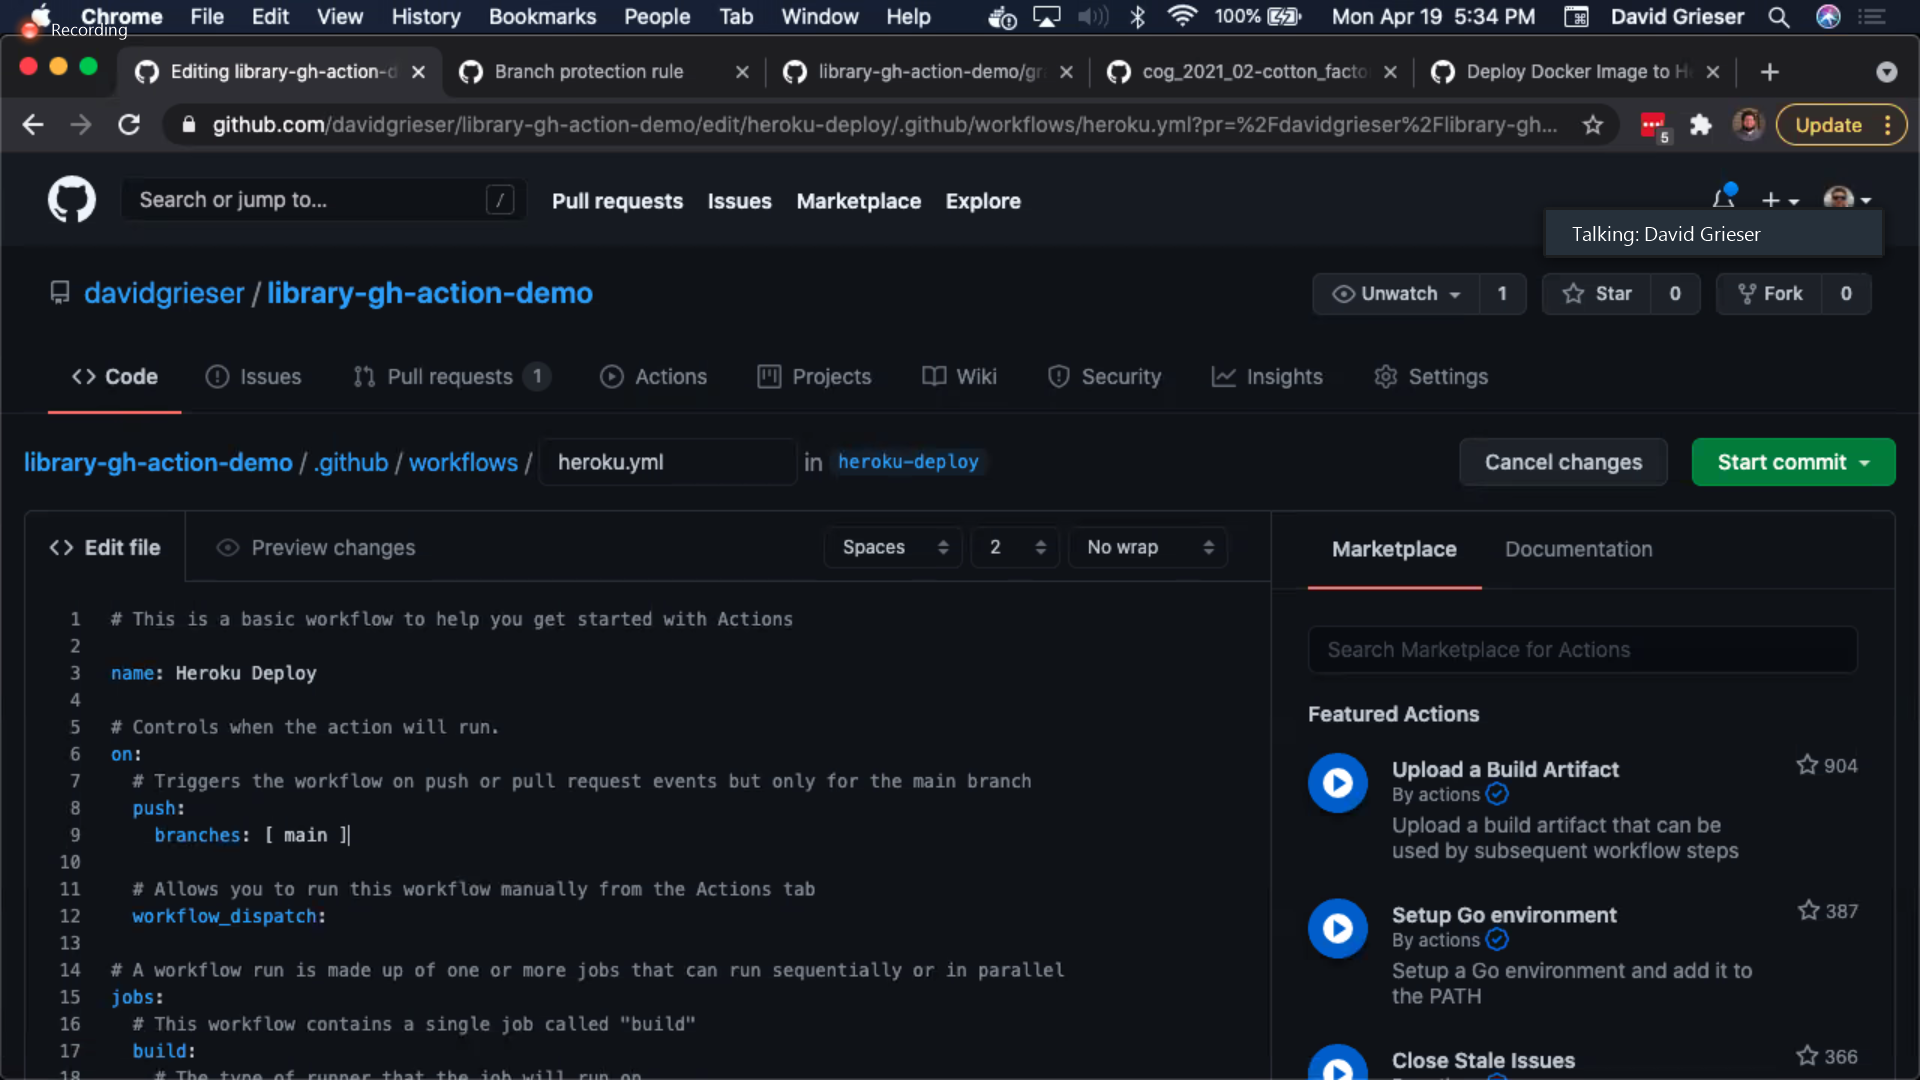 Chrome File Edit View History Bookmarks People Tab Window Help 100% Mon Apr 19 5:34 PM David Grieser
Recording
Editing library-gh-action-d Branch protection rule library-gh-action-demo/gr cog_2021_02-cotton_facto Deploy Docker Image to H
github.com/davidgrieser/library-gh-action-demo/edit/heroku-deploy/.github/workflows/heroku.yml?pr=%2Fdavidgrieser%2Flibrary-gh... 5 Update
Search or jump to... / Pull requests Issues Marketplace Explore
Talking: David Grieser
davidgrieser / library-gh-action-demo Unwatch 1 Star 0 Fork 0
Code Issues Pull requests 1 Actions Projects Wiki Security Insights Settings
library-gh-action-demo / .github / workflows / heroku.yml in heroku-deploy Cancel changes Start commit
Edit file Preview changes Spaces 2 No wrap
1 # This is a basic workflow to help you get started with Actions
2
3 name: Heroku Deploy
4
5 # Controls when the action will run.
6 on:
7 # Triggers the workflow on push or pull request events but only for the main branch
8 push:
9 branches: [ main ]
10
11 # Allows you to run this workflow manually from the Actions tab
12 workflow_dispatch:
13
14 # A workflow run is made up of one or more jobs that can run sequentially or in parallel
15 jobs:
16 # This workflow contains a single job called "build"
17 build:
18 # The type of runner that the job will run on
Marketplace Documentation
Search Marketplace for Actions
Featured Actions
Upload a Build Artifact 904
By actions
Upload a build artifact that can be
used by subsequent workflow steps
Setup Go environment 387
By actions
Setup a Go environment and add it to
the PATH
Close Stale Issues 366